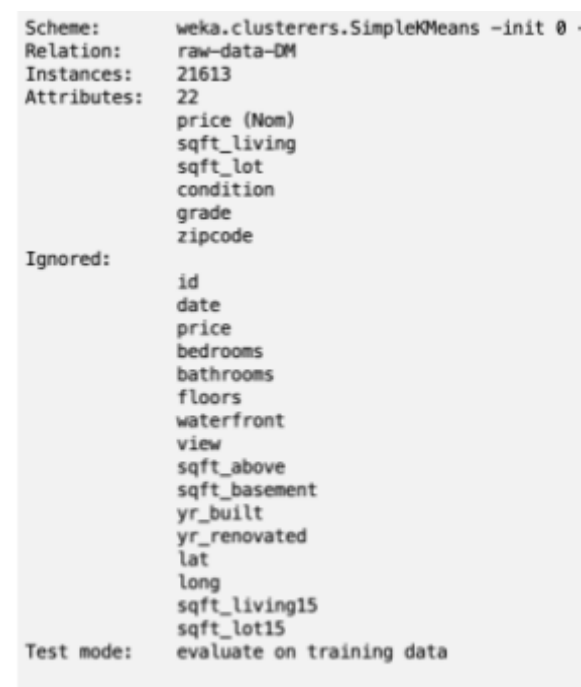 Scheme: weka.clusterers.SimpleKMeans -init 0 -
Relation: raw-data-DM
Instances: 21613
Attributes: 22
price (Nom)
sqft_living
sqft_lot
condition
grade
zipcode
Ignored:
id
date
price
bedrooms
bathrooms
floors
waterfront
view
sqft_above
sqft_basement
yr_built
yr_renovated
lat
long
sqft_living15
sqft_lot15
Test mode: evaluate on training data